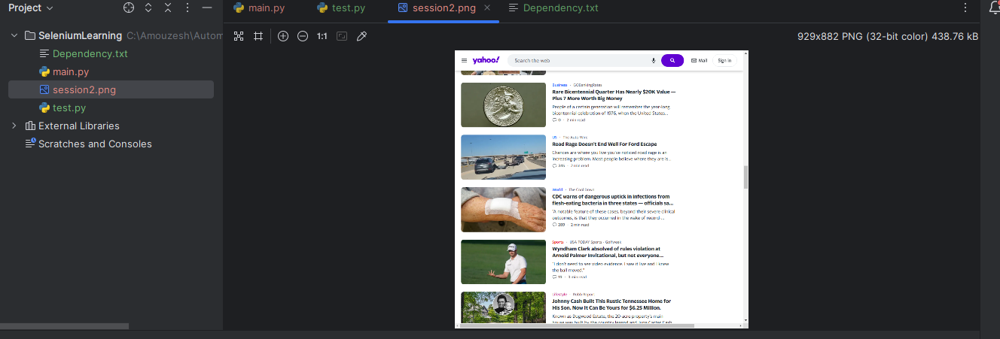 Project
main.py
test.py
session2.png
Dependency.txt
SeleniumLearning C:\Amouzesh\Autom
Dependency.txt
main.py
session2.png
test.py
External Libraries
Scratches and Consoles
1:1
929x882 PNG (32-bit color) 438.76 kB
yahoo!
Search the web
Mail
Sign in
Business · GOBankingRates
Rare Bicentennial Quarter Has Nearly $20K Value —
Plus 7 More Worth Big Money
People of a certain generation will remember the year-long
bicentennial celebration of 1976, when the United States...
0 · 2 min read
US · The Auto Wire
Road Rage Doesn't End Well For Ford Escape
Chances are where you live you've noticed road rage is an
increasing problem. Most people believe where they are is...
345 · 2 min read
World · The Cool Down
CDC warns of dangerous uptick in infections from
flesh-eating bacteria in three states — officials sa...
"A notable feature of these cases, beyond their severe clinical
outcomes, is that they occurred in the wake of record-...
289 · 2 min read
Sports · USA TODAY Sports - Golfweek
Wyndham Clark absolved of rules violation at
Arnold Palmer Invitational, but not everyone...
"I don't need to see video evidence. I saw it live and I knew
the ball moved."
19 · 3 min read
Lifestyle · Robb Report
Johnny Cash Built This Rustic Tennessee Home for
His Son. Now It Can Be Yours for $6.25 Million.
Known as Dogwood Estate, the 20-acre property's main
house was built by the country legend and June Carter Cash